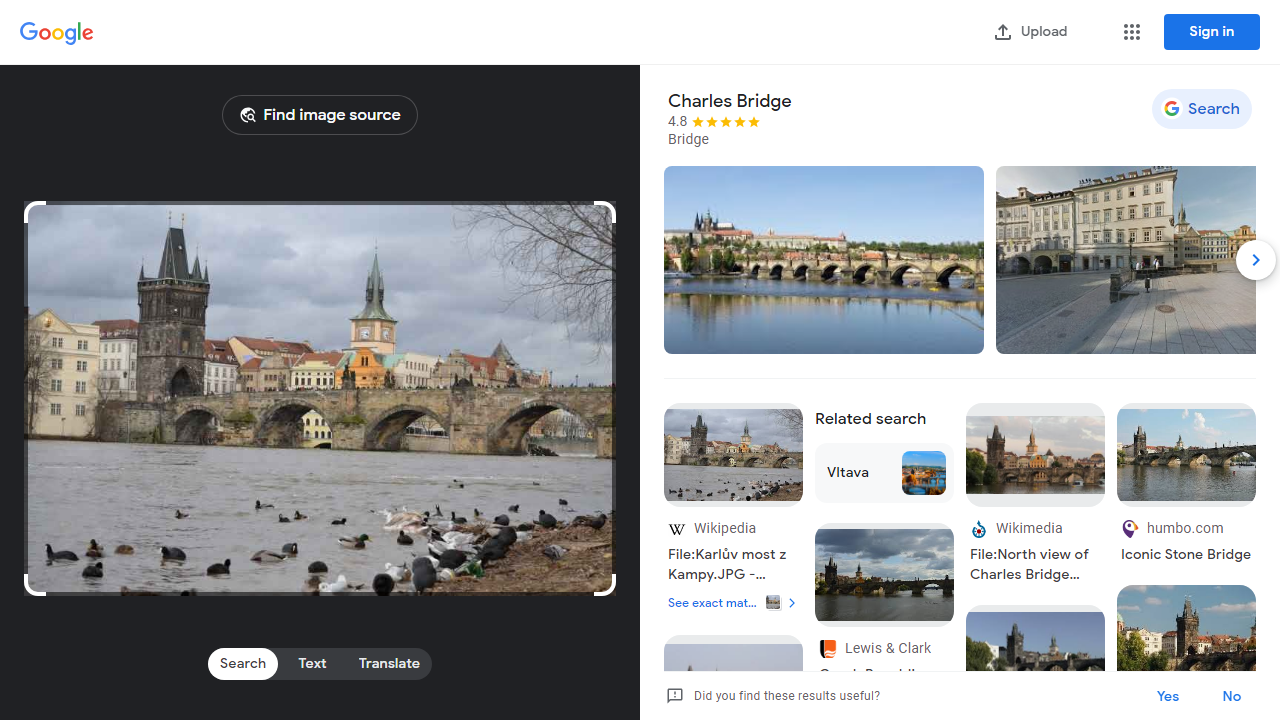 Google
Upload
Sign in
Find image source
Search
Text
Translate
Charles Bridge
4.8
Bridge
Search
Wikipedia
File:Karlův most z
Kampy.JPG -...
See exact mat...
Related search
Vltava
Lewis & Clark
Wikimedia
File:North view of
Charles Bridge...
humbo.com
Iconic Stone Bridge
Did you find these results useful?
Yes
No